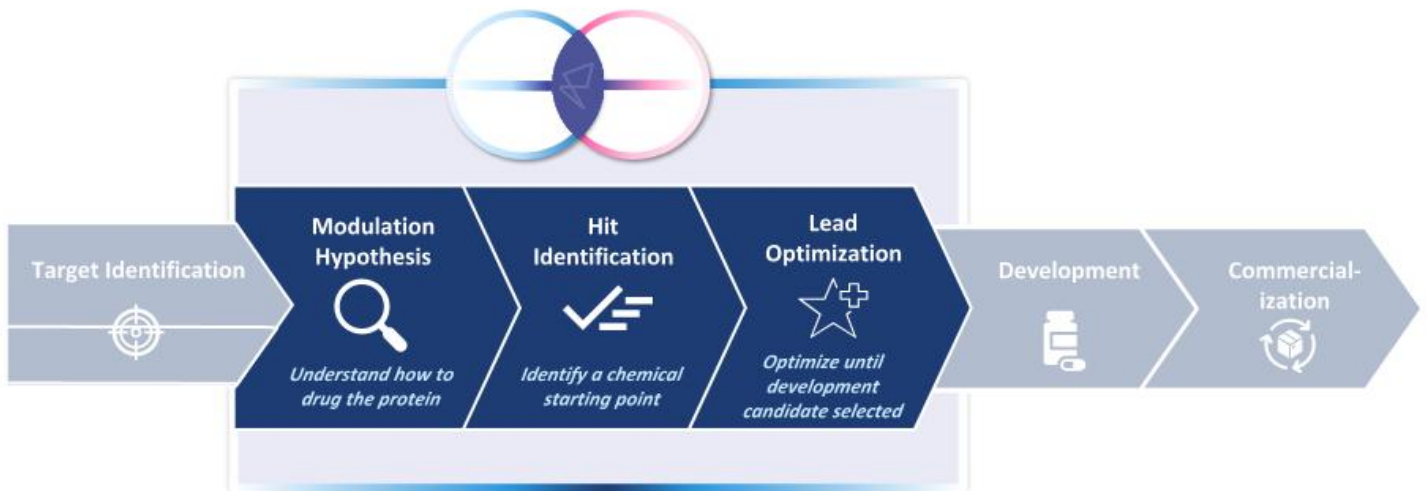 Target Identification
Modulation
Hypothesis
Understand how to
drug the protein
Hit
Identification
Identify a chemical
starting point
Lead
Optimization
Optimize until
development
candidate selected
Development
Commercial-
ization